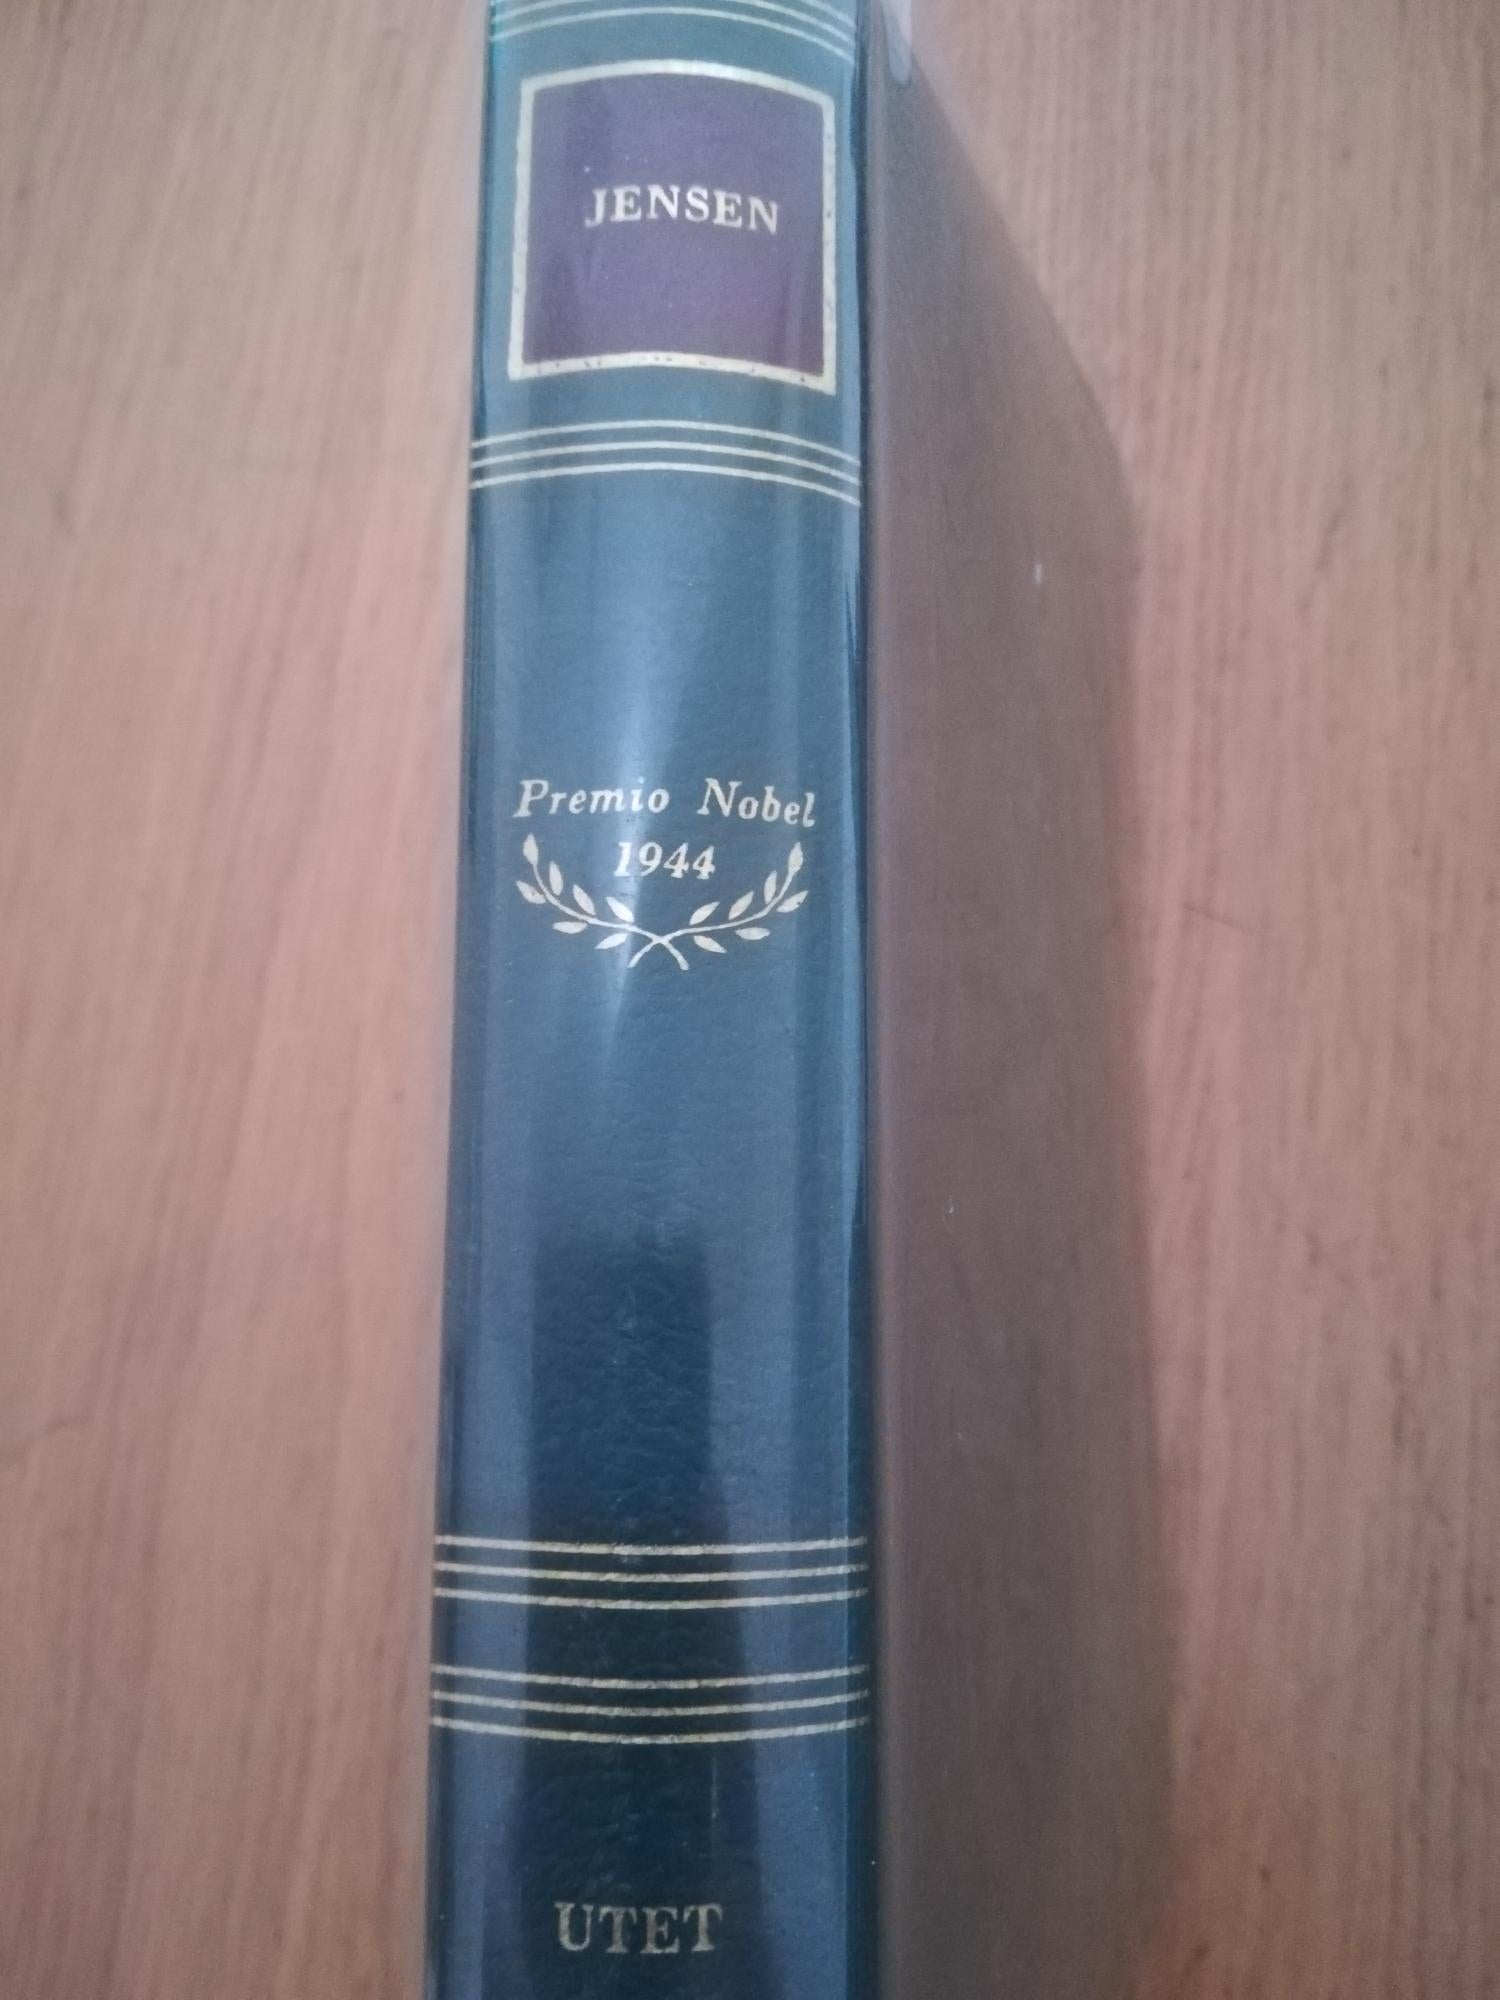 JENSEN
Premio Nobel
1944
UTET